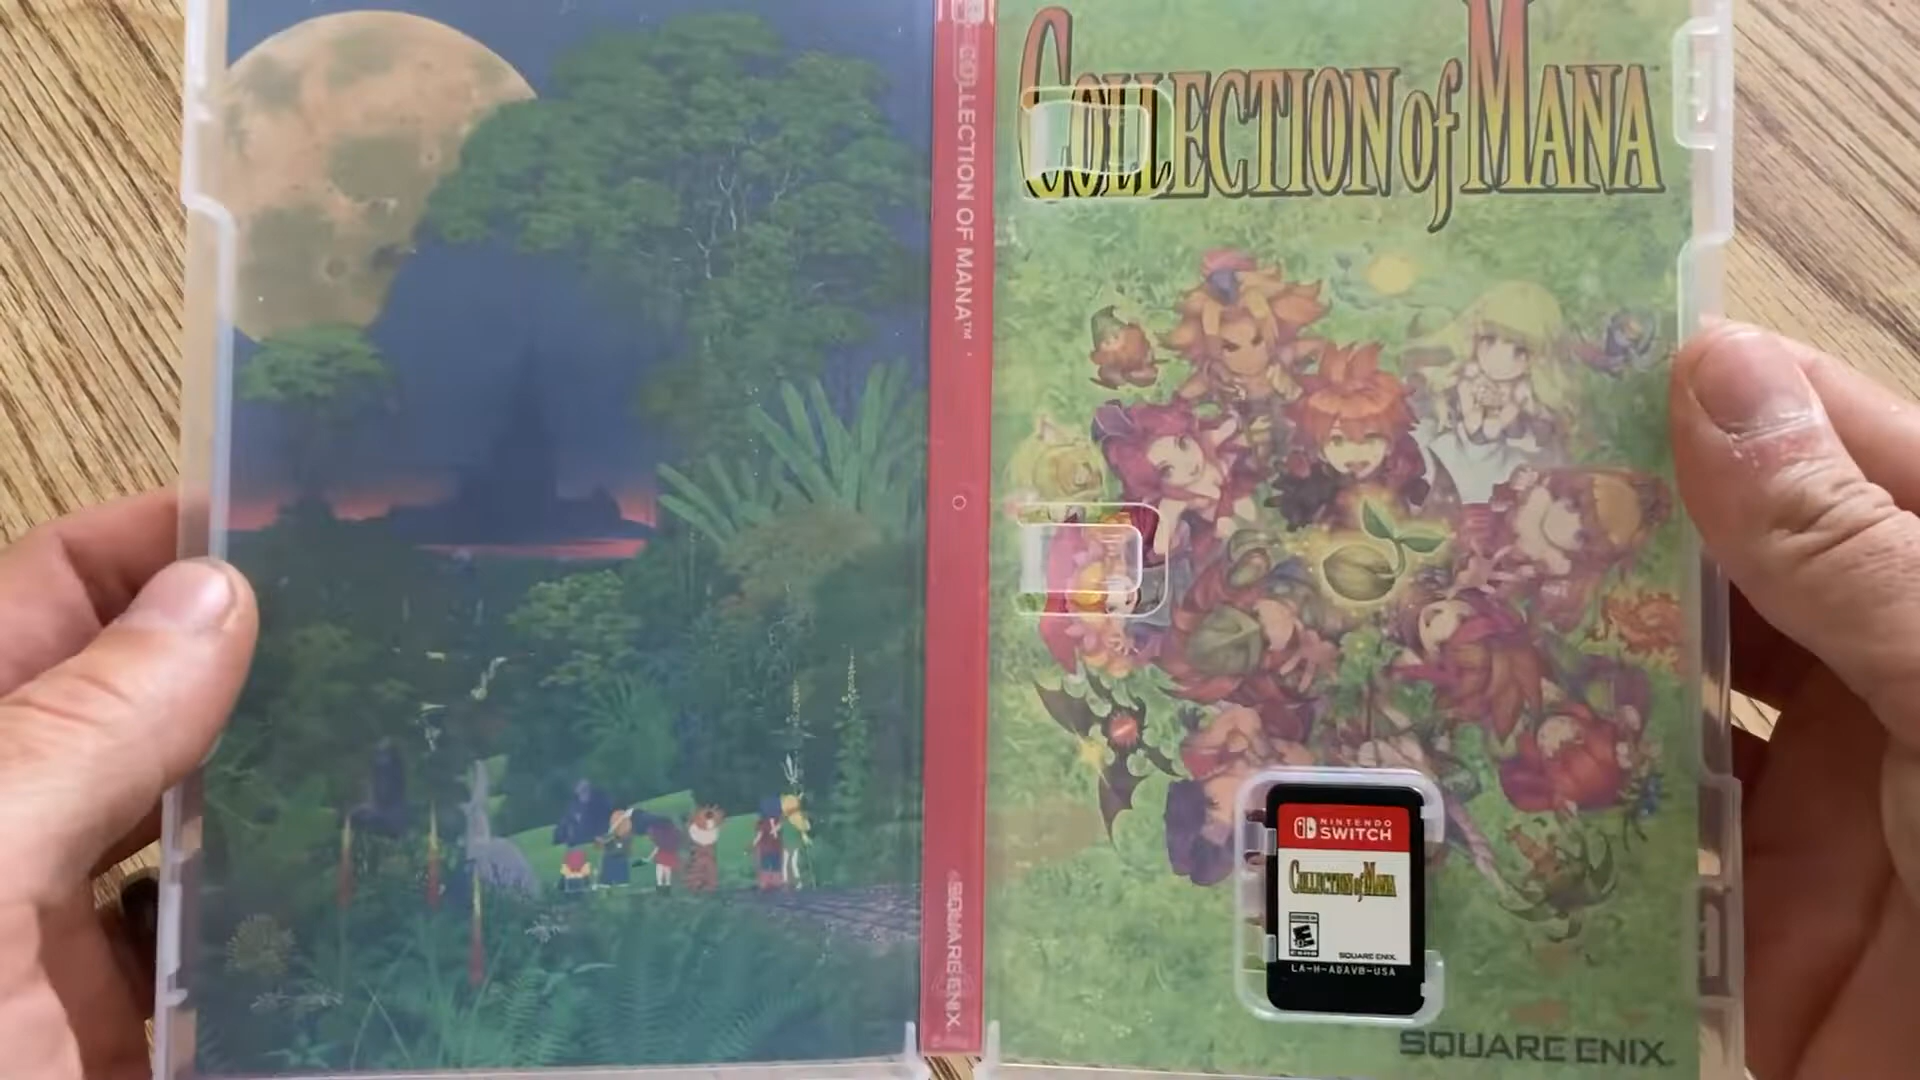 COLLECTION OF MANA™
SQUARE ENIX.
COLLECTION of MANA™
NINTENDO
SWITCH
COLLECTION of MANA
E
SQUARE ENIX.
LA-H-ADAVB-USA
SQUARE ENIX.